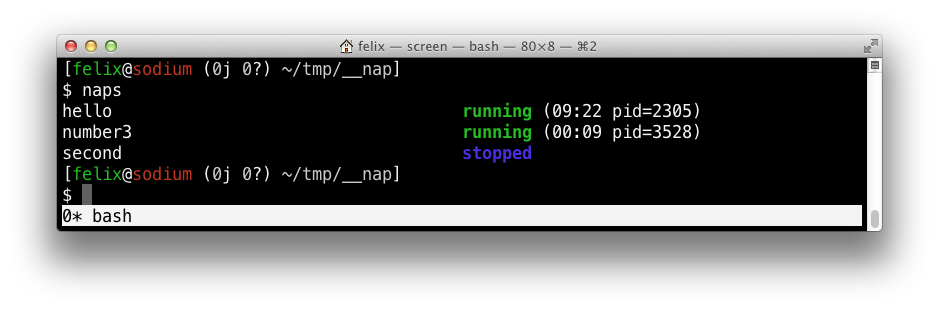 felix — screen — bash — 80×8 — ⌘2
[felix@sodium (0j 0?) ~/tmp/__nap]
$ naps
hello running (09:22 pid=2305)
number3 running (00:09 pid=3528)
second stopped
[felix@sodium (0j 0?) ~/tmp/__nap]
$
0* bash